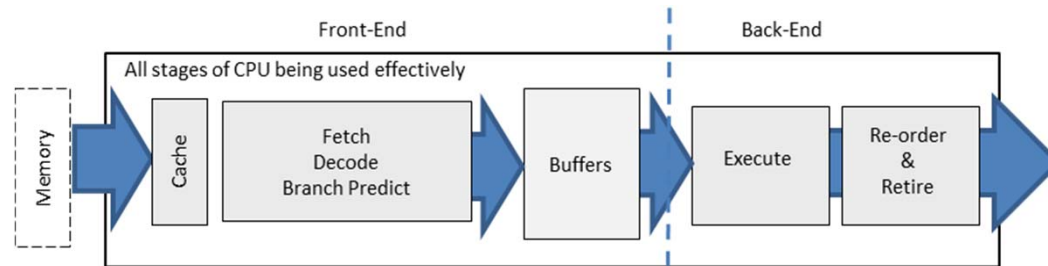 Front-End
Back-End
All stages of CPU being used effectively
Memory
Cache
Fetch
Decode
Branch Predict
Buffers
Execute
Re-order
&
Retire